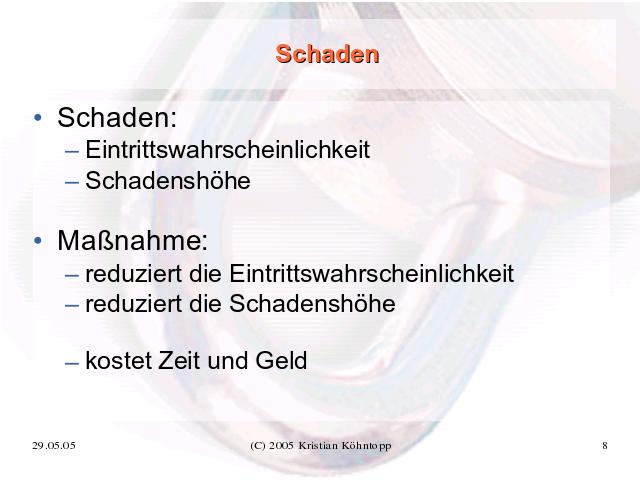 Schaden
• Schaden:
– Eintrittswahrscheinlichkeit
– Schadenshöhe
• Maßnahme:
– reduziert die Eintrittswahrscheinlichkeit
– reduziert die Schadenshöhe
– kostet Zeit und Geld
29.05.05 (C) 2005 Kristian Köhntopp 8